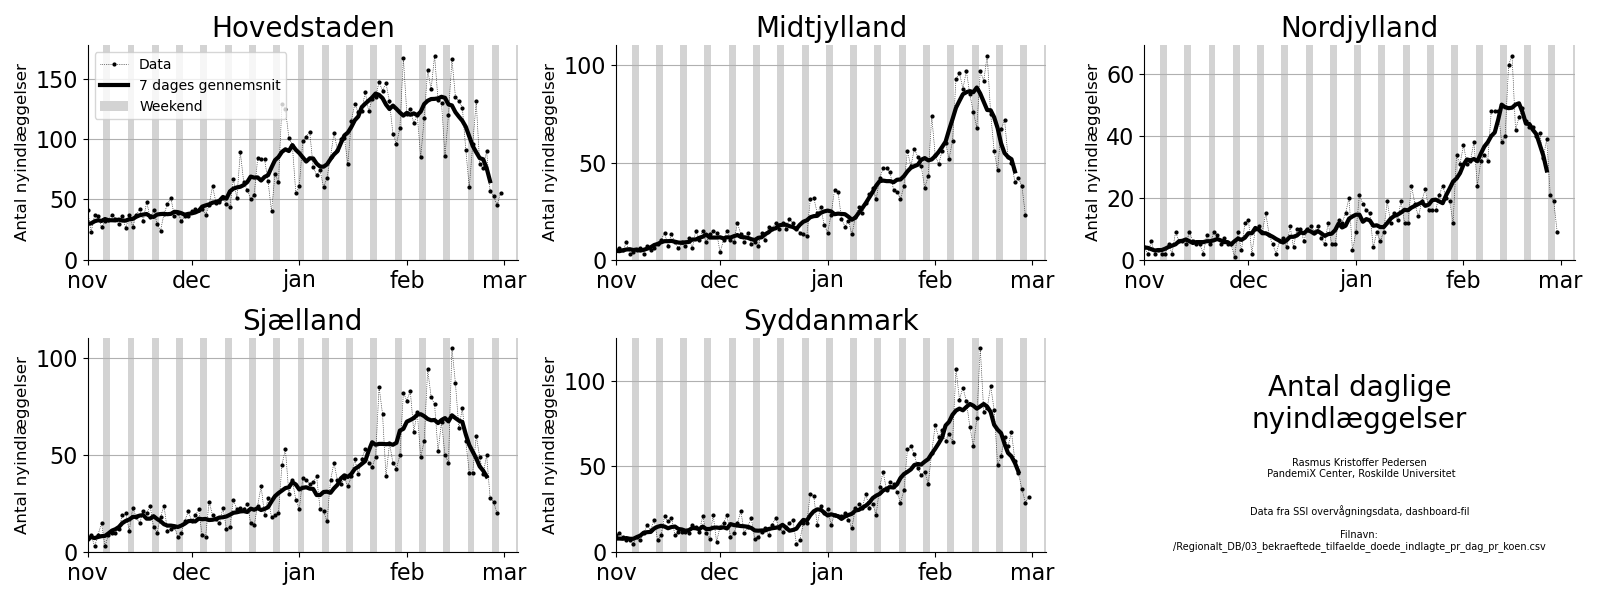 Hovedstaden
Antal nyindlæggelser
150
100
50
0
Data
7 dages gennemsnit
Weekend
nov dec jan feb mar
Midtjylland
Antal nyindlæggelser
100
50
0
nov dec jan feb mar
Nordjylland
Antal nyindlæggelser
60
40
20
0
nov dec jan feb mar
Sjælland
Antal nyindlæggelser
100
50
0
nov dec jan feb mar
Syddanmark
Antal nyindlæggelser
100
50
0
nov dec jan feb mar
Antal daglige
nyindlæggelser
Rasmus Kristoffer Pedersen
PandemiX Center, Roskilde Universitet
Data fra SSI overvågningsdata, dashboard-fil
Filnavn:
/Regionalt_DB/03_bekraeftede_tilfaelde_doede_indlagte_pr_dag_pr_koen.csv